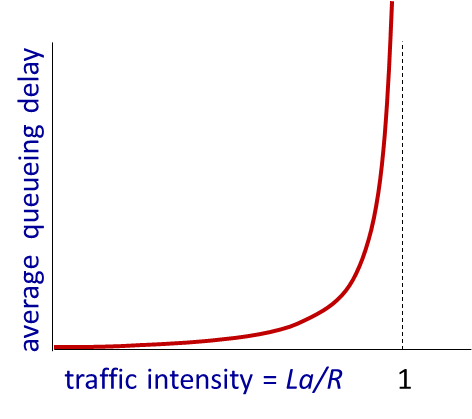 average queueing delay
traffic intensity = La/R
1